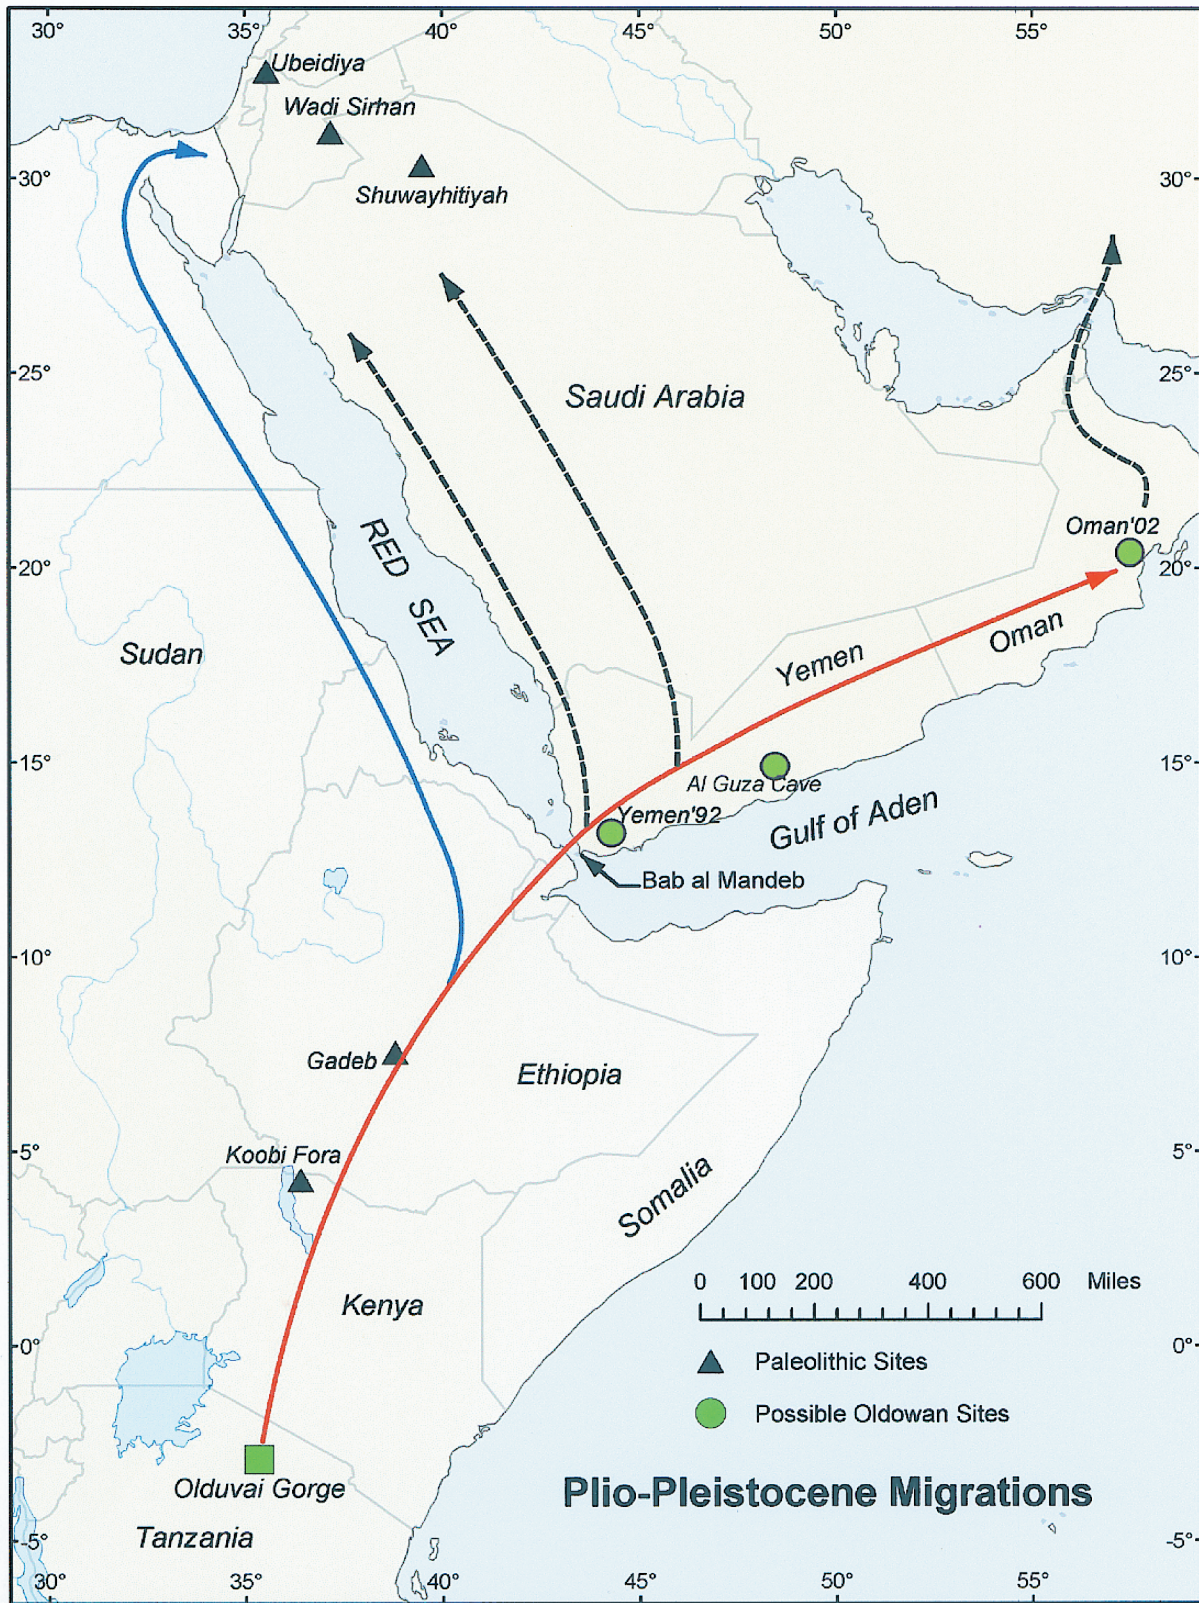 30° 35° 40° 45° 50° 55°
Ubeidiya
Wadi Sirhan
30° 30°
Shuwayhitiyah
25° 25°
Saudi Arabia
RED SEA
Oman'02
20° 20°
Sudan
Oman
Yemen
15° 15°
Al Guza Cave
Yemen'92
Gulf of Aden
Bab al Mandeb
10° 10°
Gadeb
Ethiopia
5° 5°
Koobi Fora
Somalia
0 100 200 400 600 Miles
Kenya
0° 0°
Paleolithic Sites
Possible Oldowan Sites
Olduvai Gorge
Plio-Pleistocene Migrations
Tanzania
-5° -5°
30° 35° 40° 45° 50° 55°